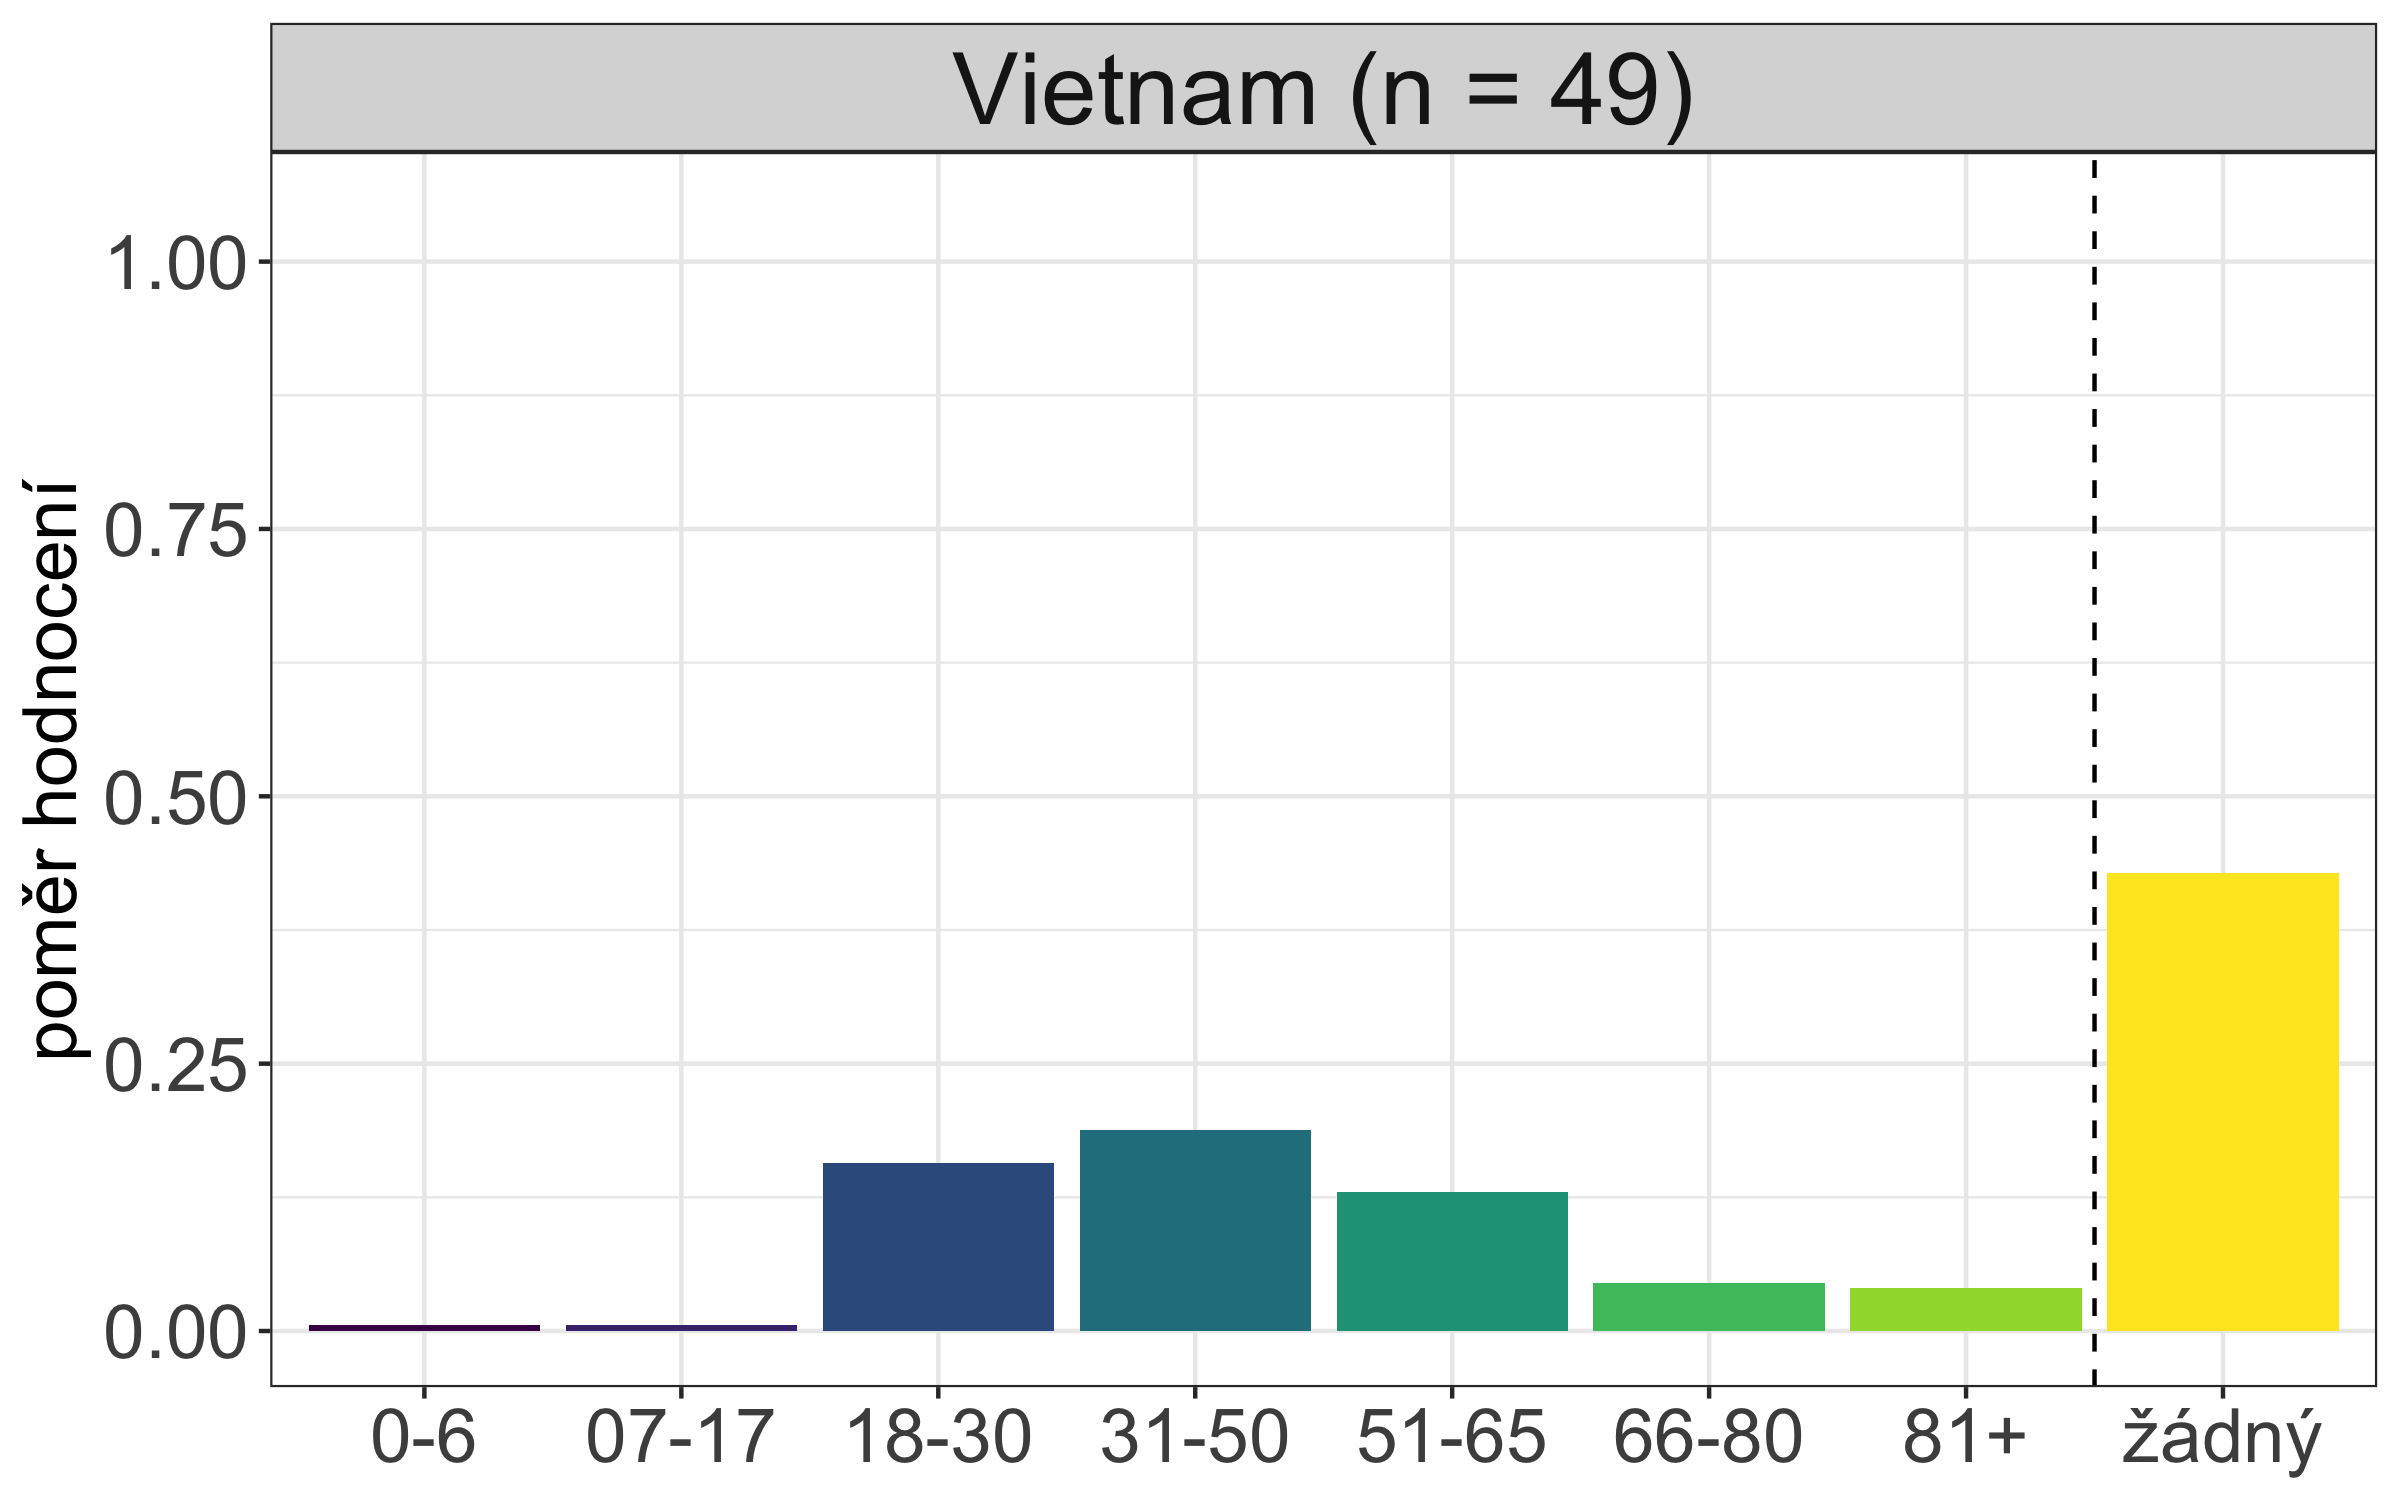 Vietnam (n = 49)
poměr hodnocení
1.00
0.75
0.50
0.25
0.00
0-6 07-17 18-30 31-50 51-65 66-80 81+ žádný